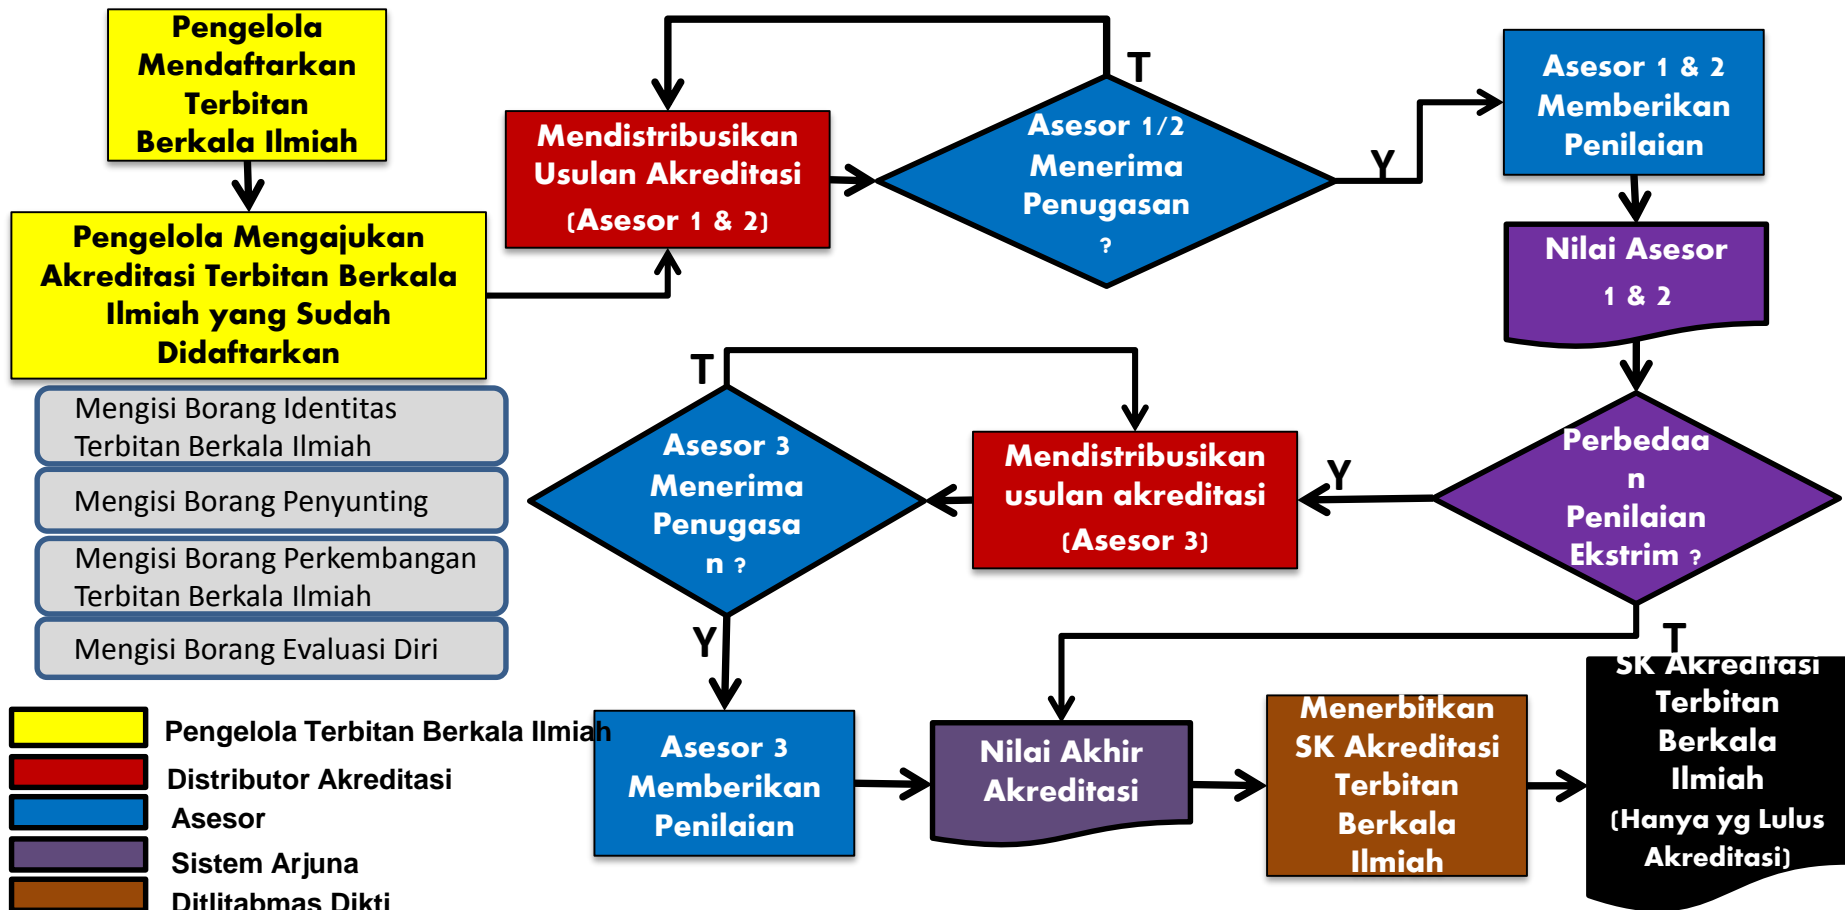 Pengelola
Mendaftarkan
Terbitan
Berkala Ilmiah
Pengelola Mengajukan
Akreditasi Terbitan Berkala
Ilmiah yang Sudah
Didaftarkan
Mengisi Borang Identitas
Terbitan Berkala Ilmiah
Mengisi Borang Penyunting
Mengisi Borang Perkembangan
Terbitan Berkala Ilmiah
Mengisi Borang Evaluasi Diri
Mendistribusikan
Usulan Akreditasi
(Asesor 1 & 2)
T
Asesor 1/2
Menerima
Penugasan
?
Y
Asesor 1 & 2
Memberikan
Penilaian
Nilai Asesor
1 & 2
Perbedaa
n
Penilaian
Ekstrim ?
Y
T
Mendistribusikan
usulan akreditasi
(Asesor 3)
T
Asesor 3
Menerima
Penugasa
n ?
Y
Asesor 3
Memberikan
Penilaian
Nilai Akhir
Akreditasi
Menerbitkan
SK Akreditasi
Terbitan
Berkala
Ilmiah
SK Akreditasi
Terbitan
Berkala
Ilmiah
(Hanya yg Lulus
Akreditasi)
Pengelola Terbitan Berkala Ilmiah
Distributor Akreditasi
Asesor
Sistem Arjuna
Ditlitabmas Dikti